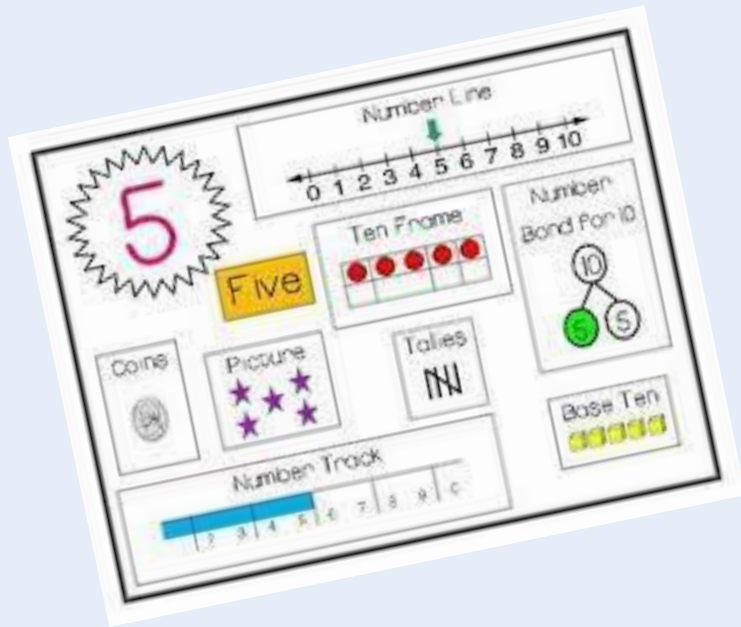 5
Number Line
0 1 2 3 4 5 6 7 8 9 10
Five
Ten Frame
Number
Bond for 10
10
5 5
Coins
Picture
Tallies
Base Ten
Number Track
2 3 4 5 6 7 8 9